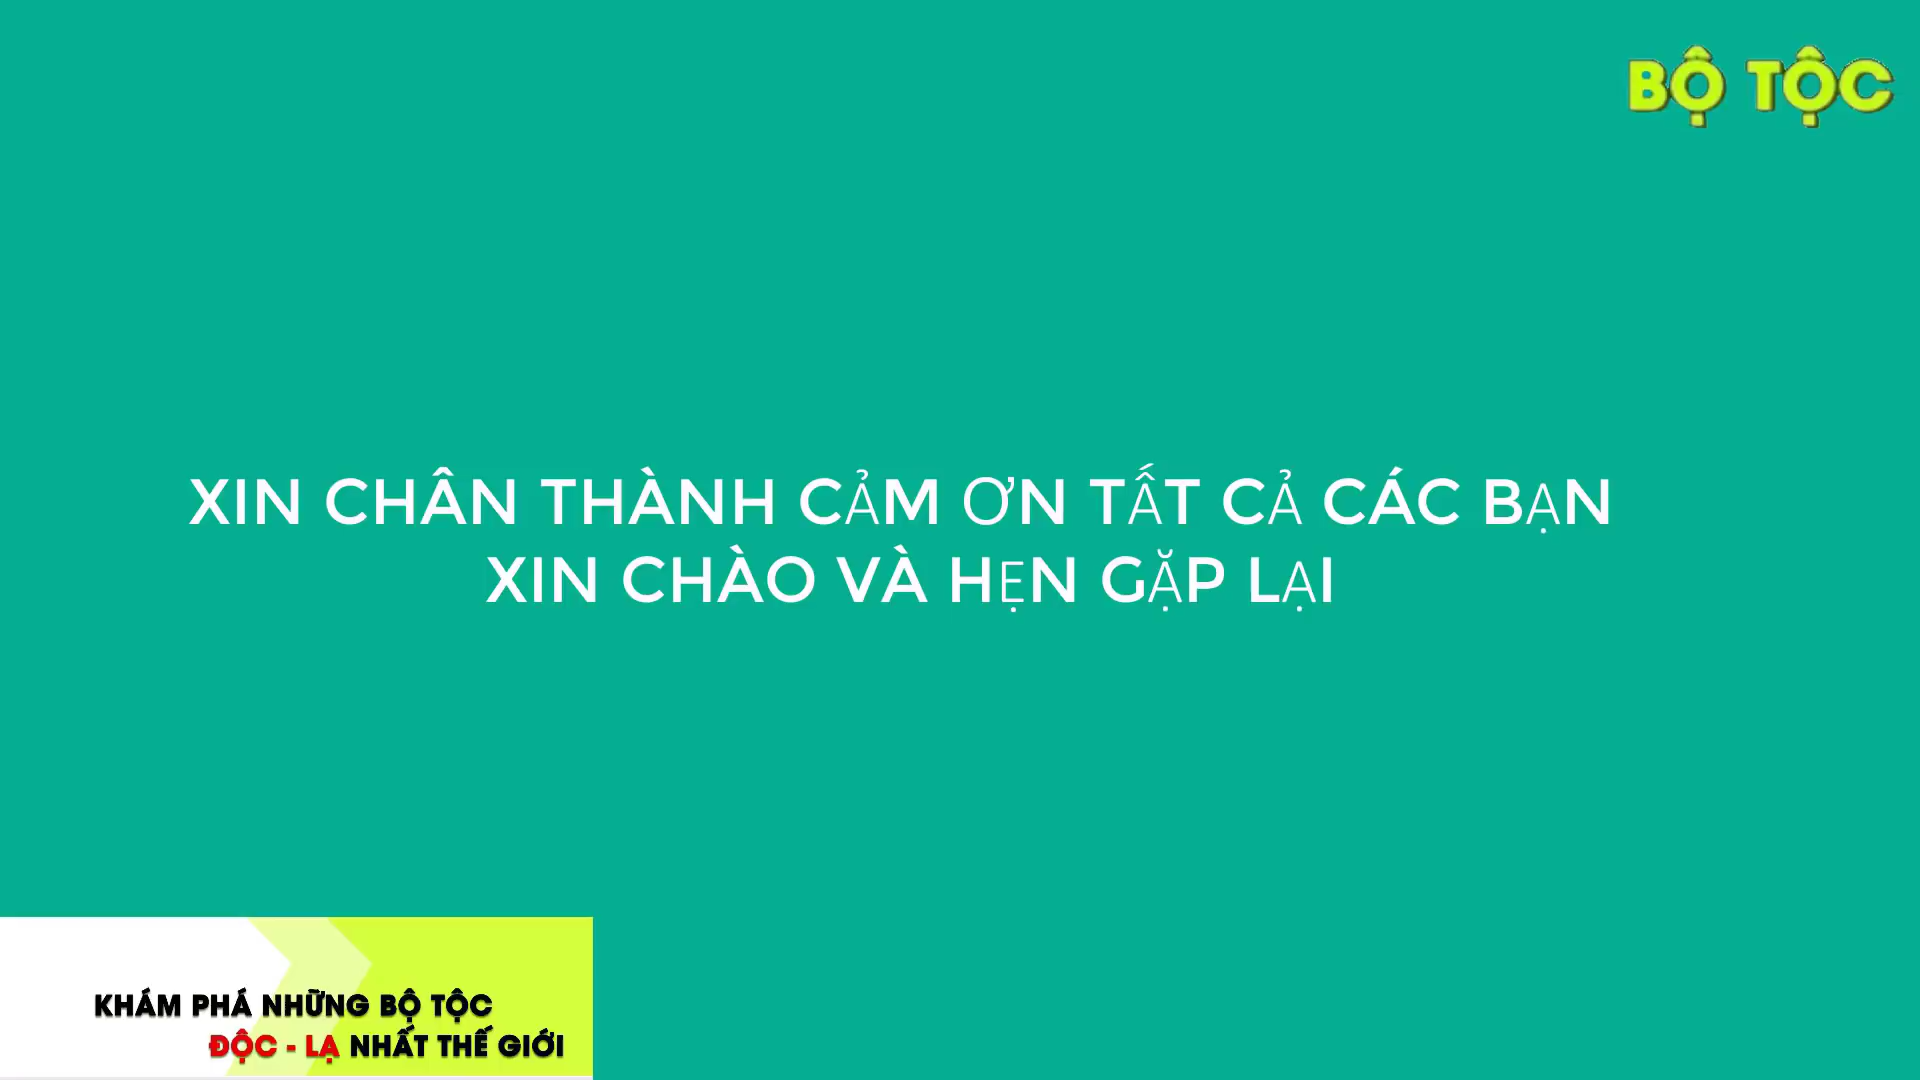 BỘ TỘC
XIN CHÂN THÀNH CẢM ƠN TẤT CẢ CÁC BẠN
XIN CHÀO VÀ HẸN GẶP LẠI
KHÁM PHÁ NHỮNG BỘ TỘC
ĐỘC - LẠ NHẤT THẾ GIỚI